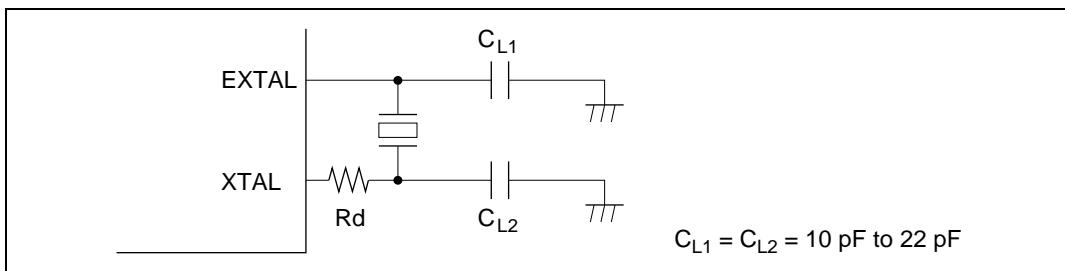 C_L1
EXTAL
XTAL
Rd
C_L2
C_L1 = C_L2 = 10 pF to 22 pF